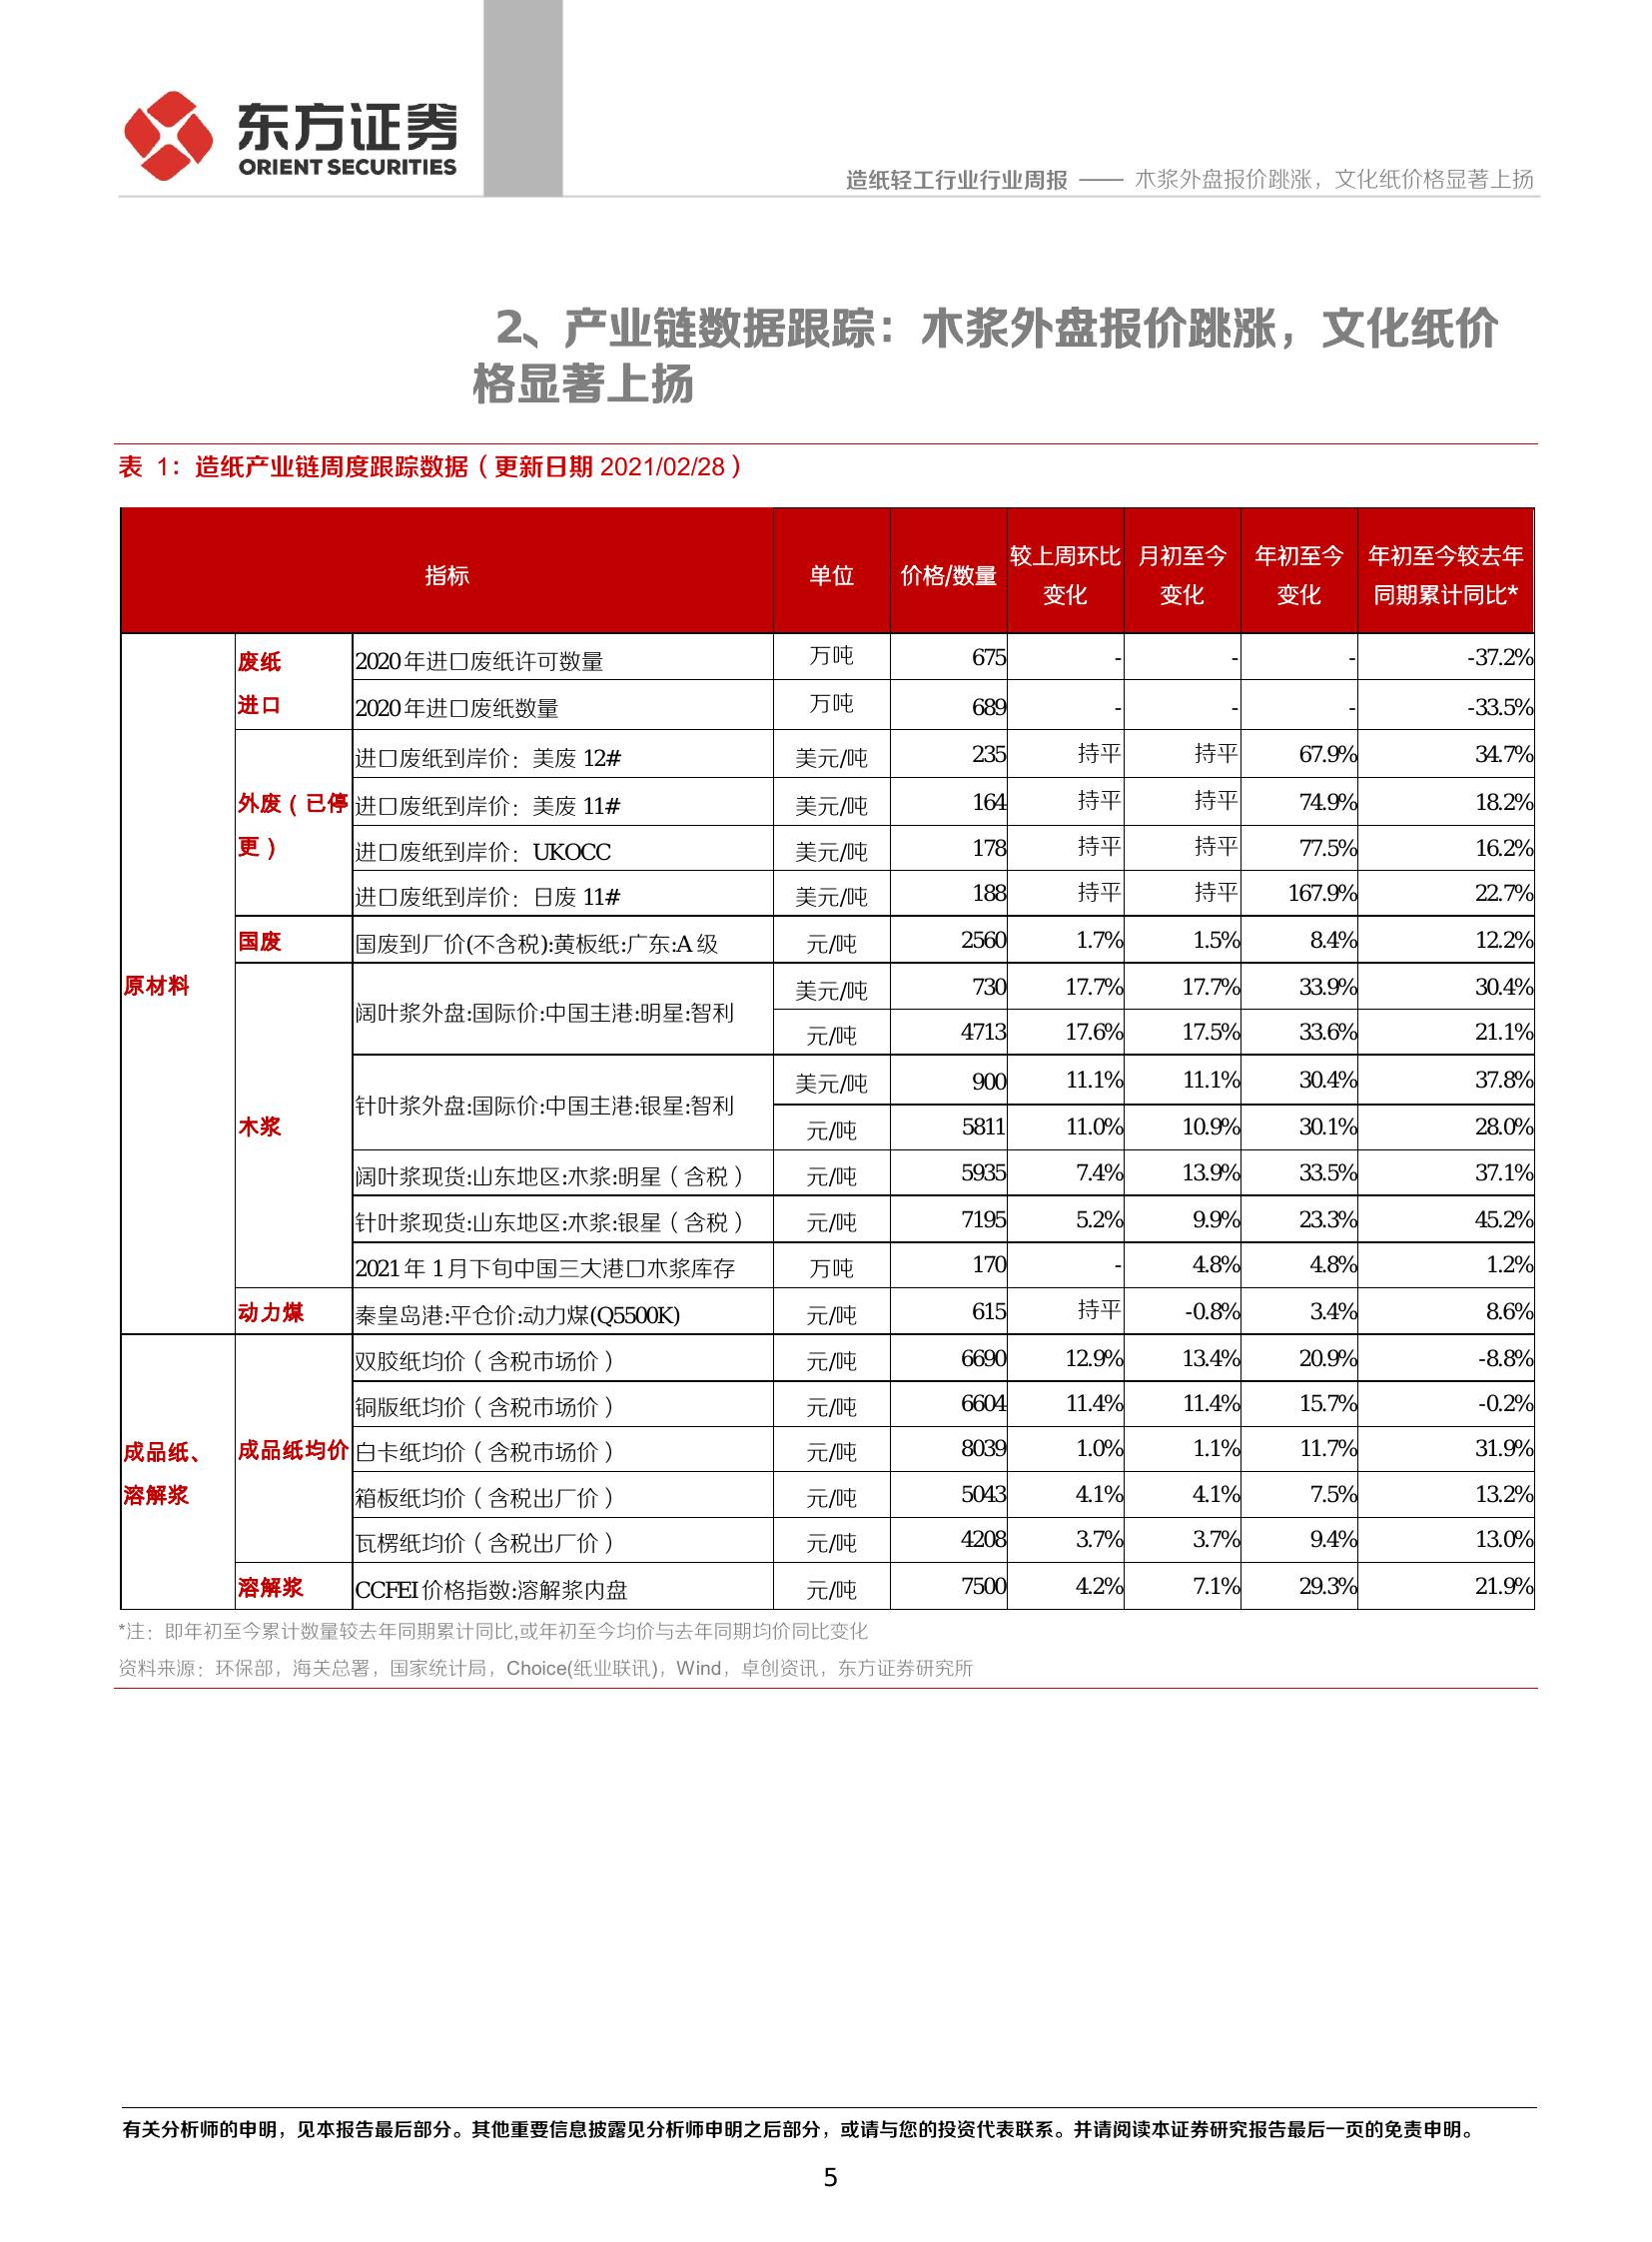 东方证券
ORIENT SECURITIES
造纸轻工行业行业周报 —— 木浆外盘报价跳涨，文化纸价格显著上扬
2、产业链数据跟踪：木浆外盘报价跳涨，文化纸价
格显著上扬
表 1：造纸产业链周度跟踪数据（更新日期 2021/02/28）
指标 单位 价格/数量 较上周环比变化 月初至今变化 年初至今变化 年初至今较去年同期累计同比*
原材料
废纸进口
2020 年进口废纸许可数量 万吨 675 - - - -37.2%
2020 年进口废纸数量 万吨 689 - - - -33.5%
外废（已停更）
进口废纸到岸价：美废 12# 美元/吨 235 持平 持平 67.9% 34.7%
进口废纸到岸价：美废 11# 美元/吨 164 持平 持平 74.9% 18.2%
进口废纸到岸价：UKOCC 美元/吨 178 持平 持平 77.5% 16.2%
进口废纸到岸价：日废 11# 美元/吨 188 持平 持平 167.9% 22.7%
国废 国废到厂价(不含税):黄板纸:广东:A 级 元/吨 2560 1.7% 1.5% 8.4% 12.2%
木浆
阔叶浆外盘:国际价:中国主港:明星:智利 美元/吨 730 17.7% 17.7% 33.9% 30.4%
元/吨 4713 17.6% 17.5% 33.6% 21.1%
针叶浆外盘:国际价:中国主港:银星:智利 美元/吨 900 11.1% 11.1% 30.4% 37.8%
元/吨 5811 11.0% 10.9% 30.1% 28.0%
阔叶浆现货:山东地区:木浆:明星（含税） 元/吨 5935 7.4% 13.9% 33.5% 37.1%
针叶浆现货:山东地区:木浆:银星（含税） 元/吨 7195 5.2% 9.9% 23.3% 45.2%
2021 年 1 月下旬中国三大港口木浆库存 万吨 170 - 4.8% 4.8% 1.2%
动力煤 秦皇岛港:平仓价:动力煤(Q5500K) 元/吨 615 持平 -0.8% 3.4% 8.6%
成品纸、溶解浆
成品纸均价
双胶纸均价（含税市场价） 元/吨 6690 12.9% 13.4% 20.9% -8.8%
铜版纸均价（含税市场价） 元/吨 6604 11.4% 11.4% 15.7% -0.2%
白卡纸均价（含税市场价） 元/吨 8039 1.0% 1.1% 11.7% 31.9%
箱板纸均价（含税出厂价） 元/吨 5043 4.1% 4.1% 7.5% 13.2%
瓦楞纸均价（含税出厂价） 元/吨 4208 3.7% 3.7% 9.4% 13.0%
溶解浆 CCFEI 价格指数:溶解浆内盘 元/吨 7500 4.2% 7.1% 29.3% 21.9%
*注：即年初至今累计数量较去年同期累计同比,或年初至今均价与去年同期均价同比变化
资料来源：环保部，海关总署，国家统计局，Choice(纸业联讯)，Wind，卓创资讯，东方证券研究所
有关分析师的申明，见本报告最后部分。其他重要信息披露见分析师申明之后部分，或请与您的投资代表联系。并请阅读本证券研究报告最后一页的免责申明。
5